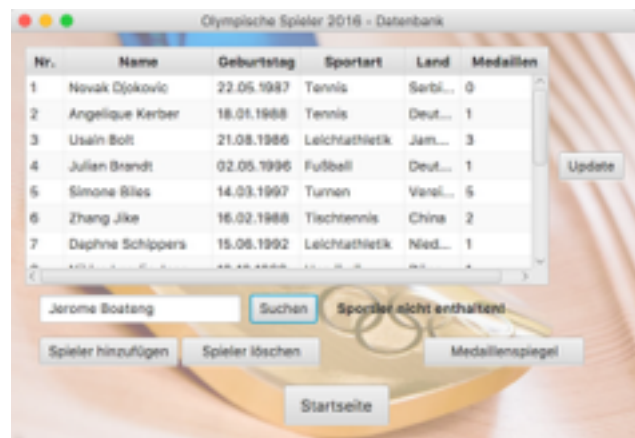 Olympische Spieler 2016 - Datenbank
Nr. Name Geburtstag Sportart Land Medaillen
1 Novak Djokovic 22.05.1987 Tennis Serbi... 0
2 Angelique Kerber 18.01.1988 Tennis Deut... 1
3 Usain Bolt 21.08.1986 Leichtathletik Jam... 3
4 Julian Brandt 02.05.1996 Fußball Deut... 1
5 Simone Biles 14.03.1997 Turnen Verei... 5
6 Zhang Jike 16.02.1988 Tischtennis China 2
7 Daphne Schippers 15.06.1992 Leichtathletik Nied... 1
Update
Jerome Boateng Suchen Sportler nicht enthalten!
Spieler hinzufügen Spieler löschen Medaillenspiegel
Startseite